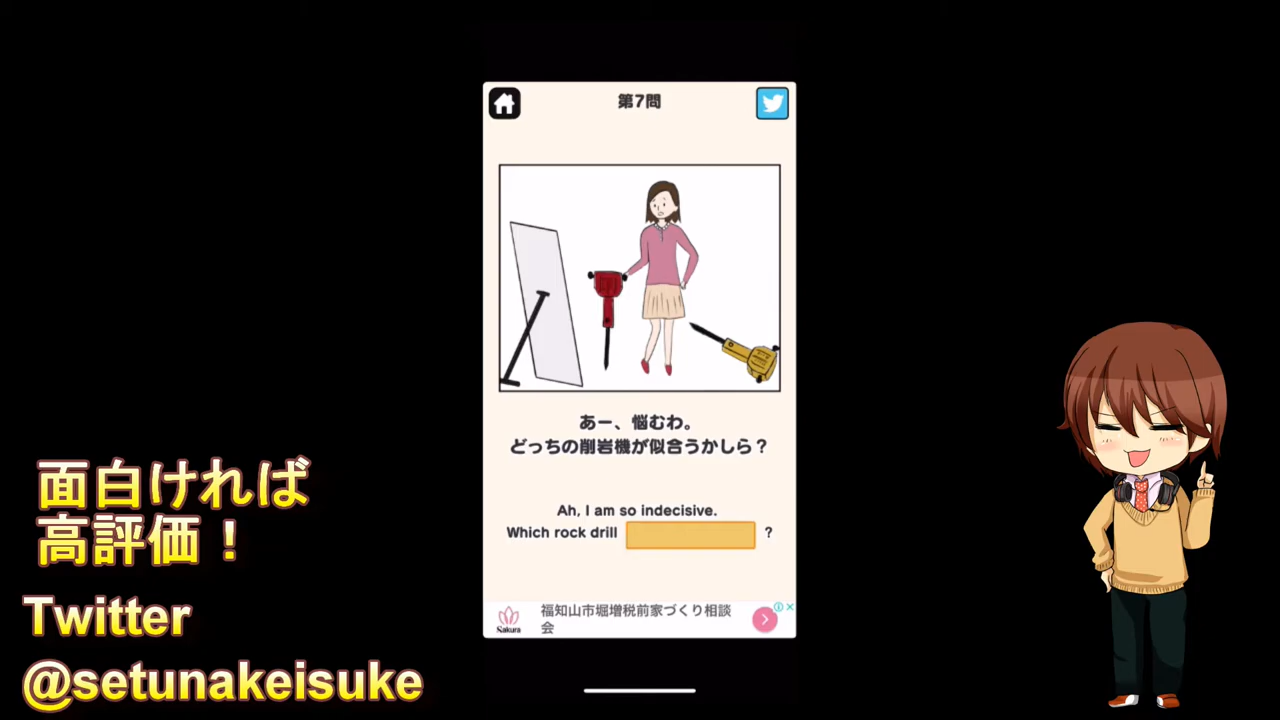 第7問
あー、悩むわ。
どっちの削岩機が似合うかしら？
Ah, I am so indecisive.
Which rock drill ?
福知山市堀増税前家づくり相談
会
Sakura
面白ければ
高評価！
Twitter
@setunakeisuke